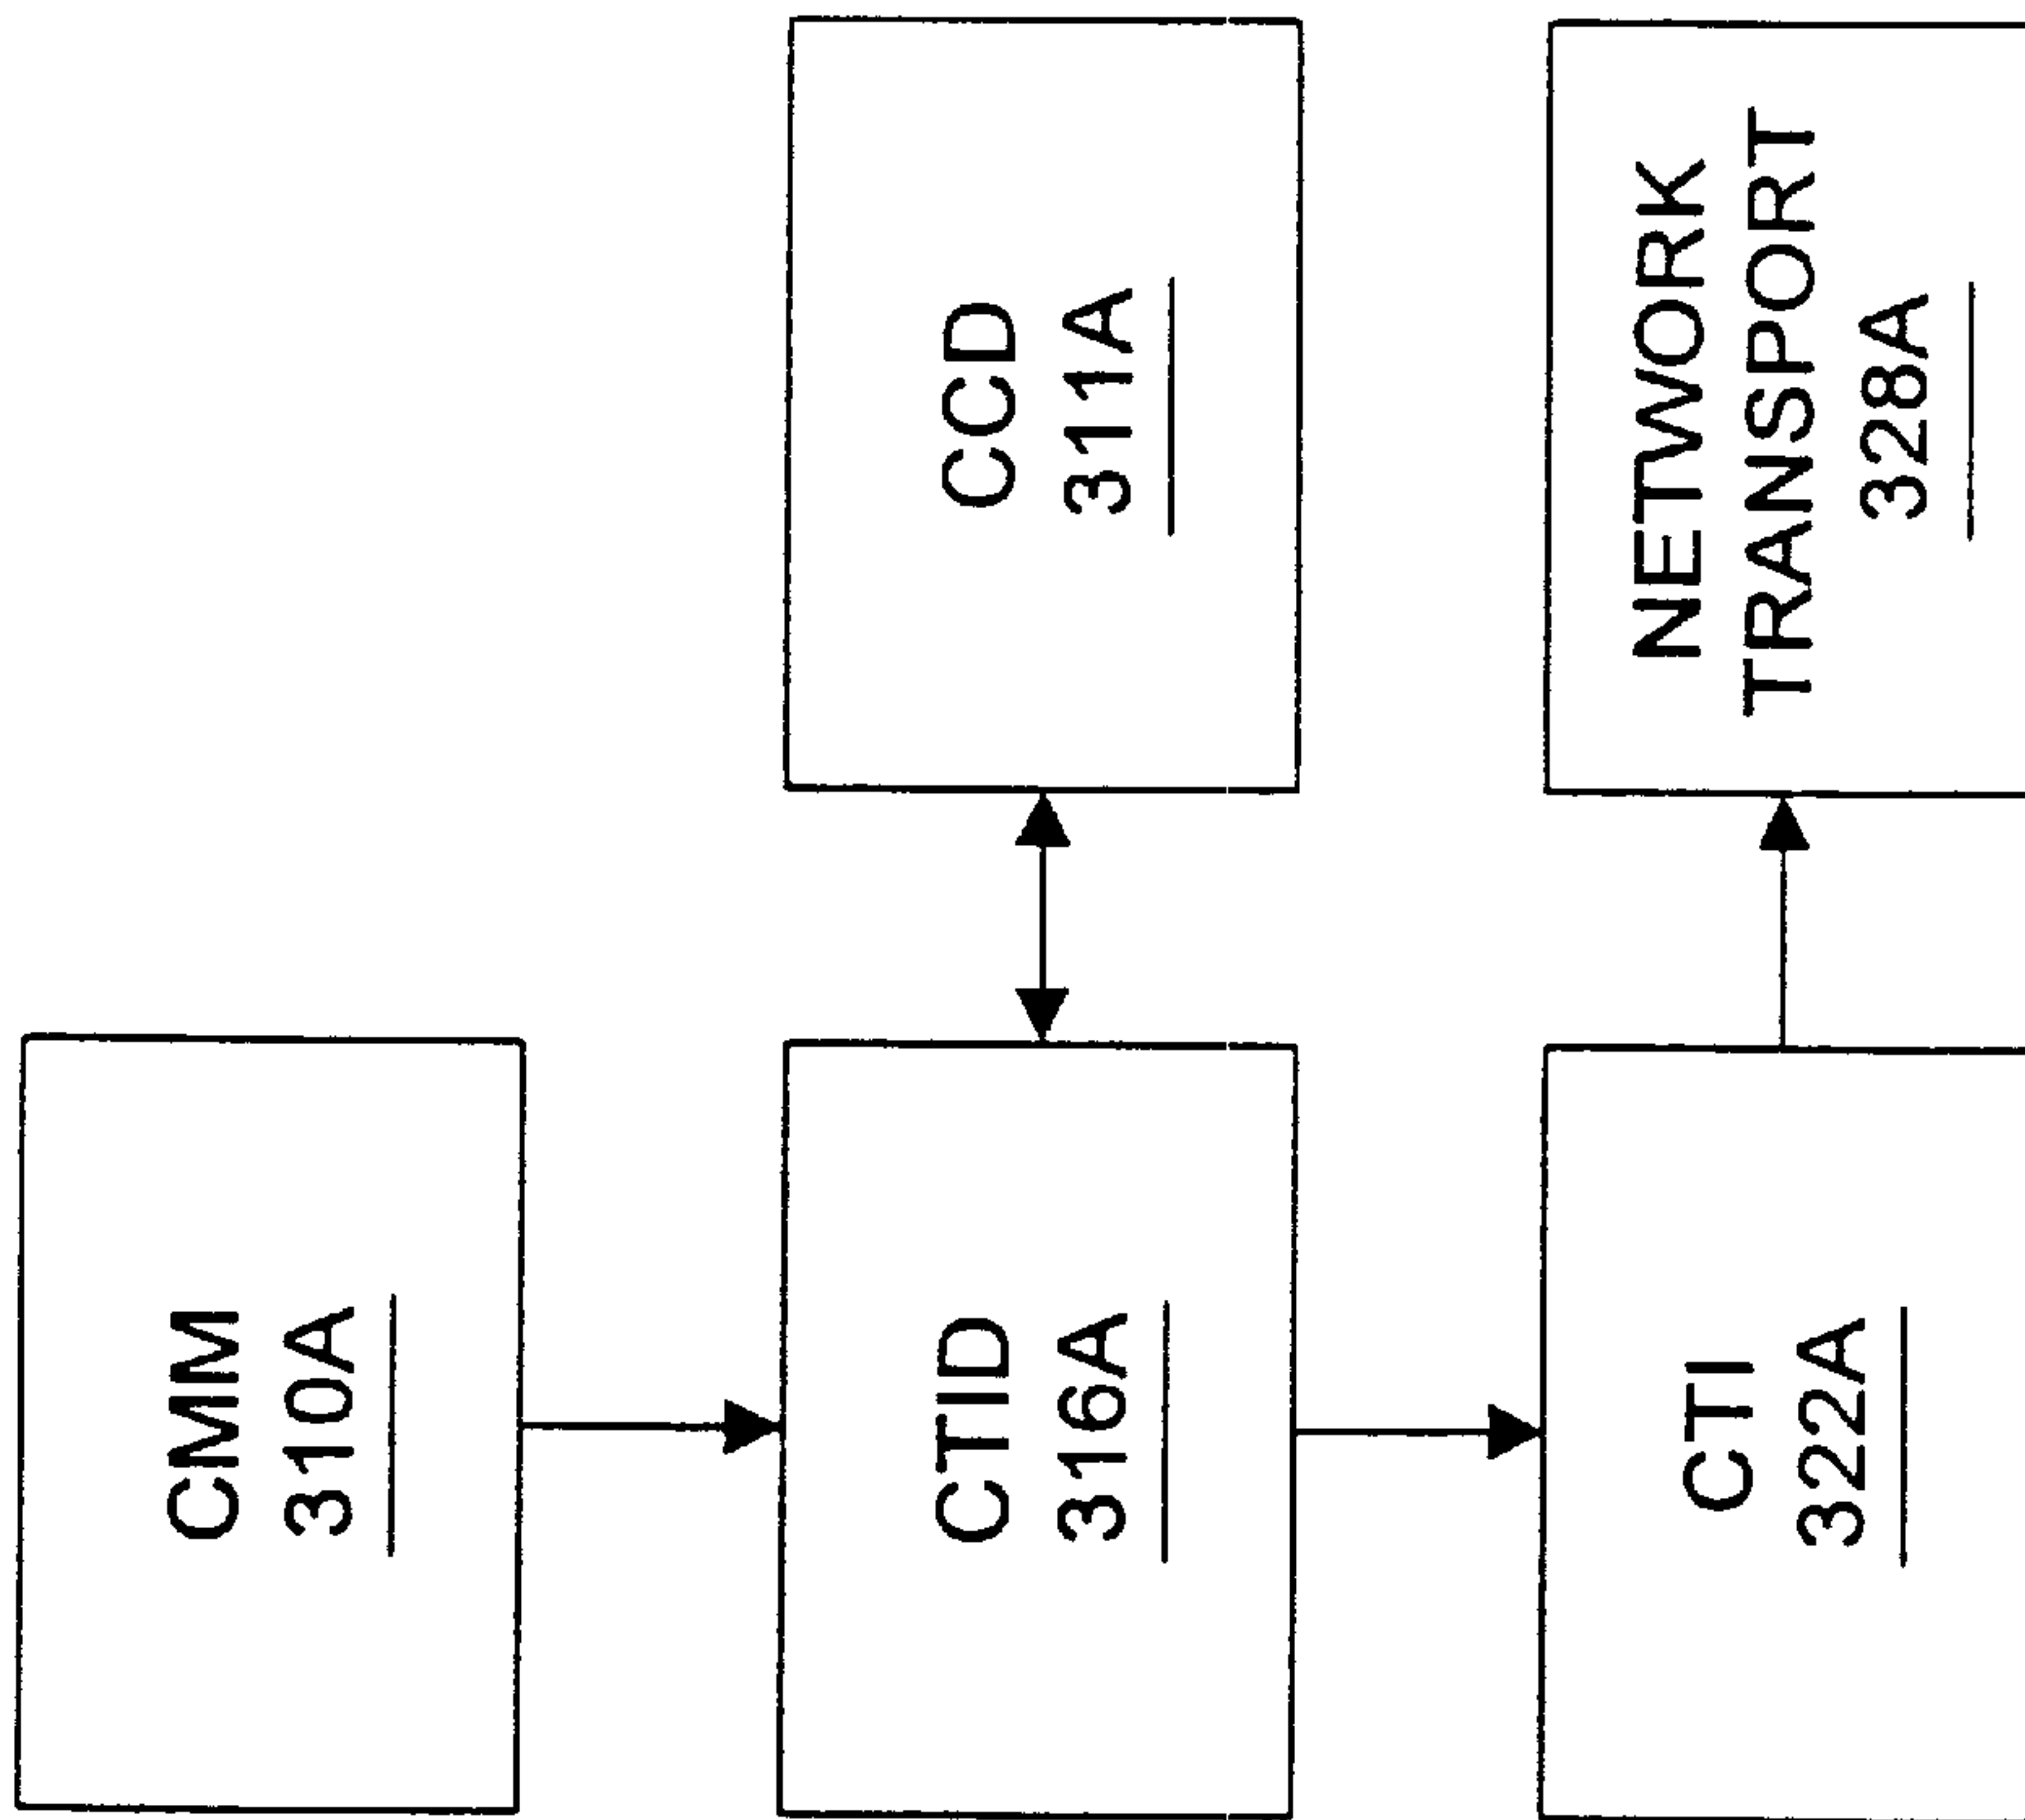 CMM
310A
CTID
316A
CCD
311A
CTI
322A
NETWORK
TRANSPORT
328A